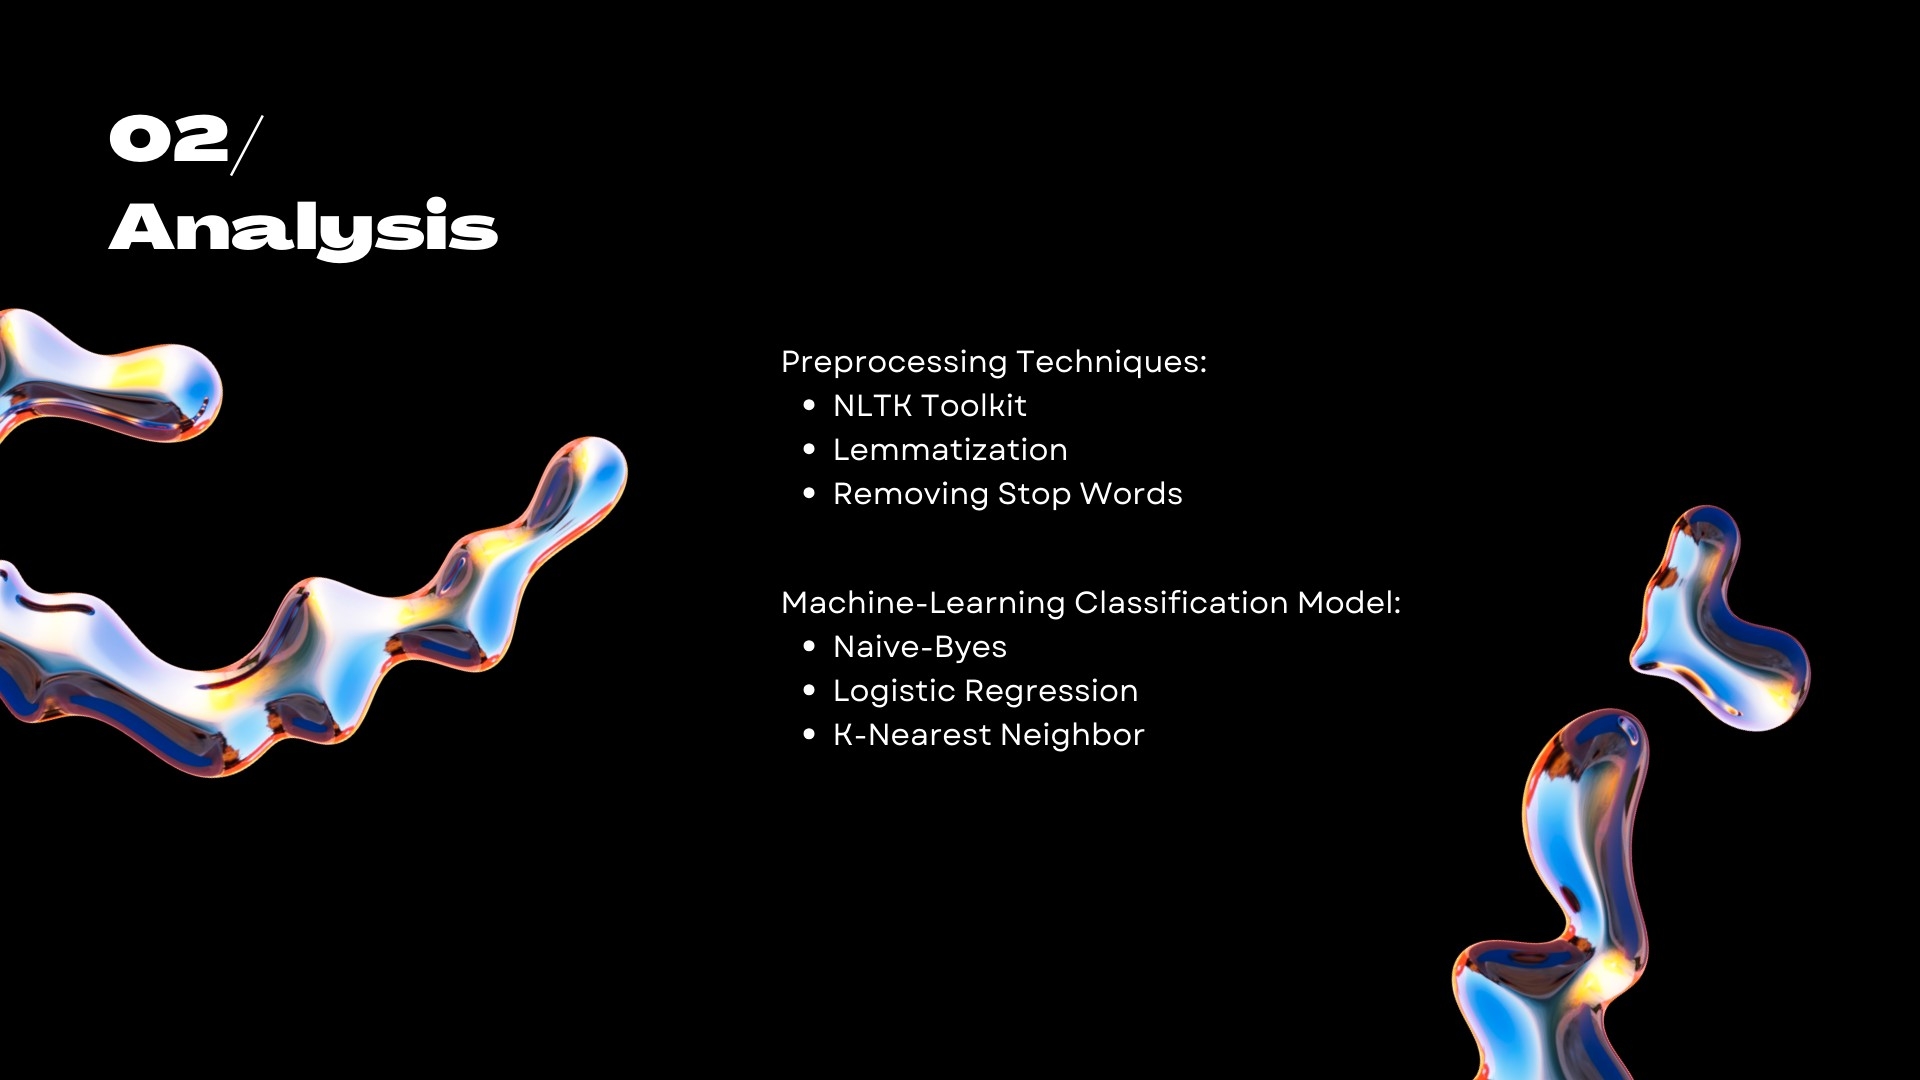 02/
Analysis
Preprocessing Techniques:
• NLTK Toolkit
• Lemmatization
• Removing Stop Words
Machine-Learning Classification Model:
• Naive-Byes
• Logistic Regression
• K-Nearest Neighbor